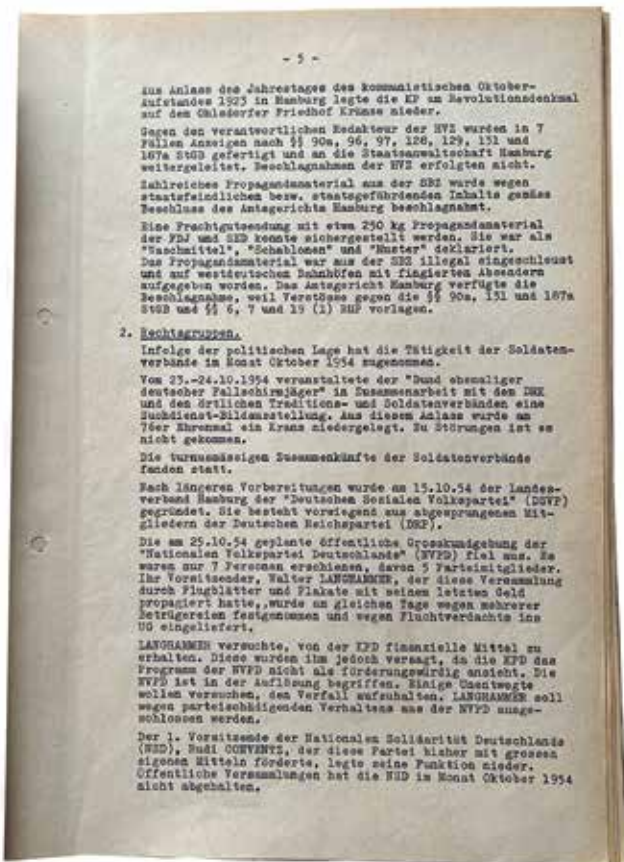 - 5 -
Aus Anlass des Jahrestages des kommunistischen Oktober-
Aufstandes 1923 in Hamburg legte die KP am Revolutionsdenkmal
auf dem Ohlsdorfer Friedhof Kränze nieder.
Gegen den verantwortlichen Redakteur der HVZ wurden in 7
Fällen Anzeigen nach §§ 90a, 96, 97, 128, 129, 131 und
187a StGB gefertigt und an die Staatsanwaltschaft Hamburg
weitergeleitet. Beschlagnahmen der HVZ erfolgten nicht.
Zahlreiches Propagandamaterial aus der SBZ wurde wegen
staatsfeindlichen bezw. staatsgefährdenden Inhalts gemäss
Beschluss des Amtsgerichts Hamburg beschlagnahmt.
Eine Frachtgutsendung mit etwa 250 kg Propagandamaterial
der FDJ und SED konnte sichergestellt werden. Sie war als
"Waschmittel", "Schablonen" und "Muster" deklariert.
Das Propagandamaterial war aus der SBZ illegal eingeschleust
und auf westdeutschen Bahnhöfen mit fingierten Absendern
aufgegeben worden. Das Amtsgericht Hamburg verfügte die
Beschlagnahme, weil Verstösse gegen die §§ 90a, 131 und 187a
StGB und §§ 6, 7 und 19 (1) vorlagen.
2. Rechtsgruppen.
Infolge der politischen Lage hat die Tätigkeit der Soldaten-
verbände im Monat Oktober 1954 zugenommen.
Vom 23.-24.10.1954 veranstaltete der "Bund ehemaliger
deutscher Fallschirmjäger" in Zusammenarbeit mit dem DRK
und den örtlichen Traditions- und Soldatenverbänden eine
Suchdienst-Bildausstellung. Aus diesem Anlass wurde am
76er Ehrenmal ein Kranz niedergelegt. Zu Störungen ist es
nicht gekommen.
Die turnusmässigen Zusammenkünfte der Soldatenverbände
fanden statt.
Nach längeren Vorbereitungen wurde am 15.10.54 der Landes-
verband Hamburg der "Deutschen Sozialen Volkspartei" (DSVP)
gegründet. Sie besteht vorwiegend aus abgesprungenen Mit-
gliedern der Deutschen Reichspartei (DRP).
Die am 25.10.54 geplante öffentliche Grosskundgebung der
"Nationalen Volkspartei Deutschlands" (NVPD) fiel aus. Es
waren nur 7 Personen erschienen, davon 5 Parteimitglieder.
Ihr Vorsitzender, Walter LANGHAMMER, der diese Versammlung
durch Flugblätter und Plakate mit seinem letzten Geld
propagiert hatte, wurde am gleichen Tage wegen mehrerer
Betrügereien festgenommen und wegen Fluchtverdachts ins
UG eingeliefert.
LANGHAMMER versuchte, von der KPD finanzielle Mittel zu
erhalten. Diese wurden ihm jedoch versagt, da die KPD das
Programm der NVPD nicht als förderungswürdig ansieht. Die
NVPD ist in der Auflösung begriffen. Einige Unentwegte
wollen versuchen, den Verfall aufzuhalten. LANGHAMMER soll
wegen parteischädigenden Verhaltens aus der NVPD ausge-
schlossen werden.
Der 1. Vorsitzende der Nationalen Solidarität Deutschlands
(NSD), Rudi CONVENTZ, der diese Partei bisher mit grossen
eigenen Mitteln förderte, legte seine Funktion nieder.
Öffentliche Versammlungen hat die NSD im Monat Oktober 1954
nicht abgehalten.